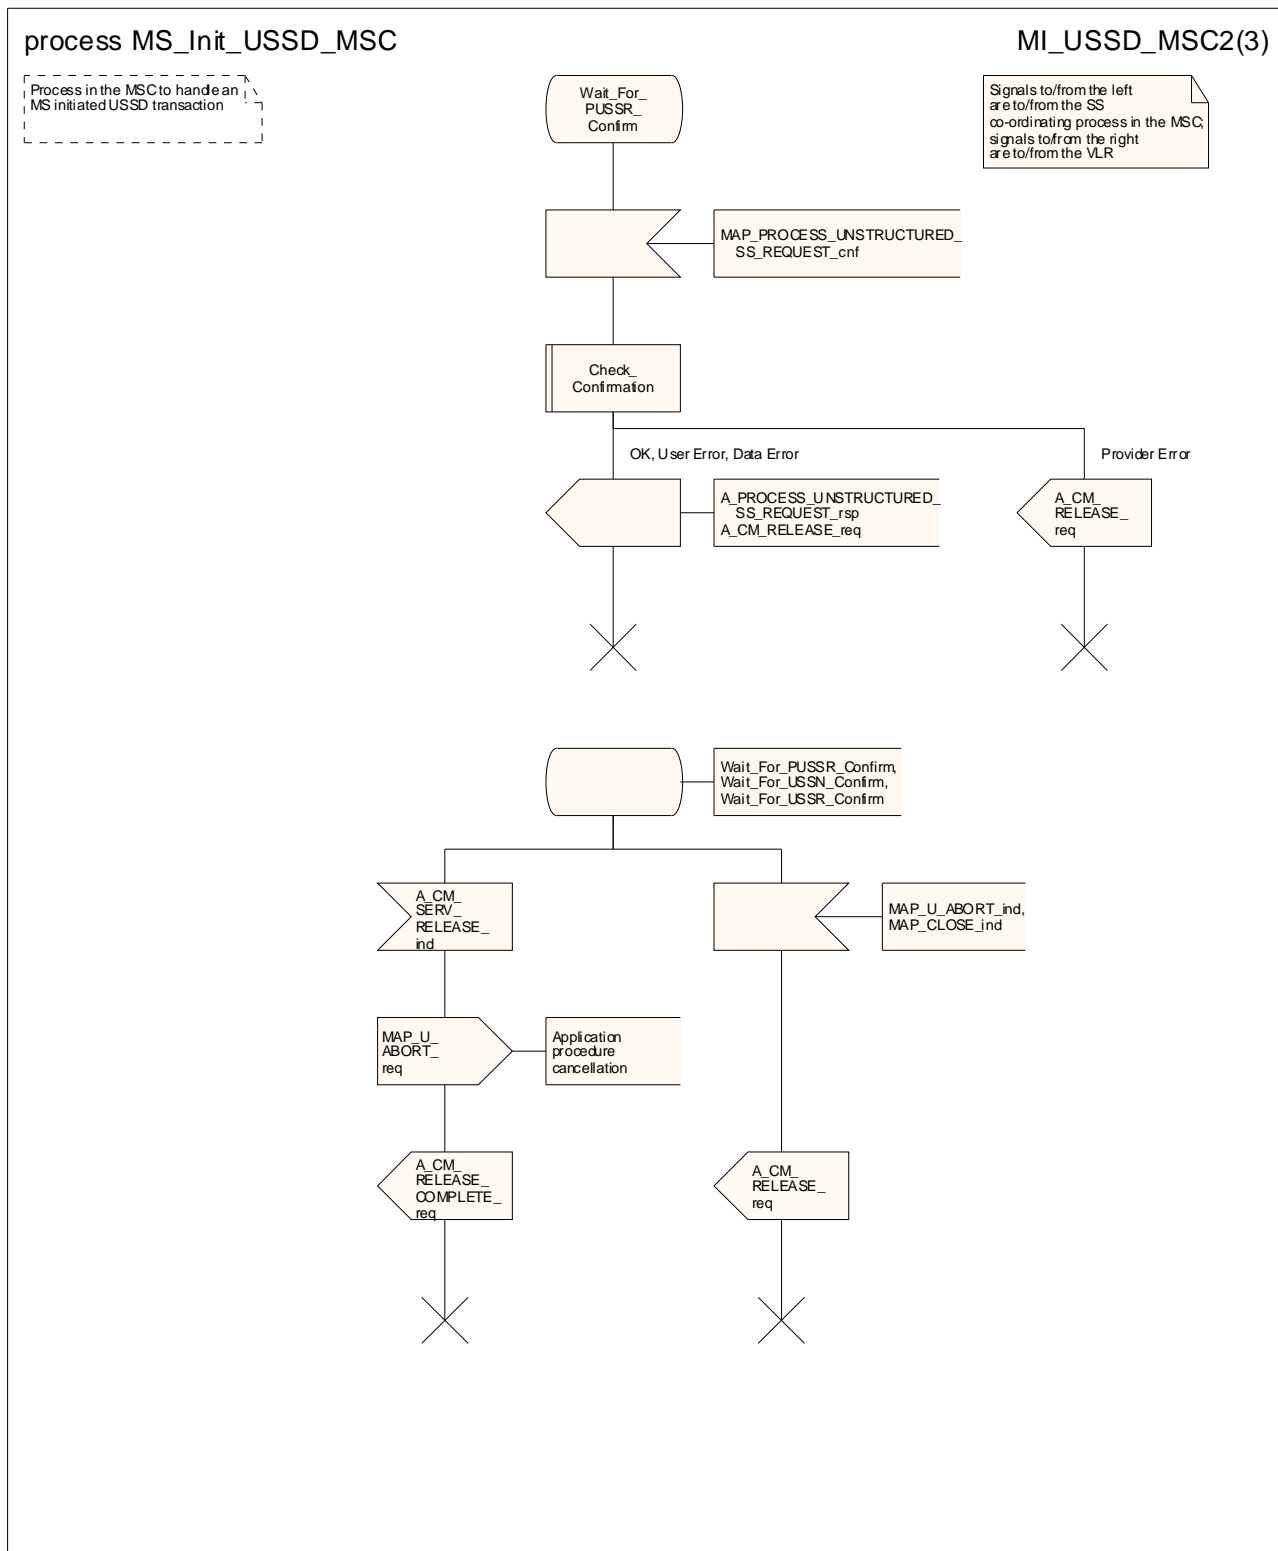 process MS_Init_USSD_MSC
MI_USSD_MSC2(3)
Process in the MSC to handle an
MS initiated USSD transaction
Wait_For_
PUSSR_
Confirm
Signals to/from the left
are to/from the SS
co-ordinating process in the MSC;
signals to/from the right
are to/from the VLR
MAP_PROCESS_UNSTRUCTURED_
SS_REQUEST_cnf
Check_
Confirmation
OK, User Error, Data Error
Provider Error
A_PROCESS_UNSTRUCTURED_
SS_REQUEST_rsp
A_CM_RELEASE_req
A_CM_
RELEASE_
req
Wait_For_PUSSR_Confirm,
Wait_For_USSN_Confirm,
Wait_For_USSR_Confirm
A_CM_
SERV_
RELEASE_
ind
MAP_U_ABORT_ind,
MAP_CLOSE_ind
MAP_U_
ABORT_
req
Application
procedure
cancellation
A_CM_
RELEASE_
COMPLETE_
req
A_CM_
RELEASE_
req